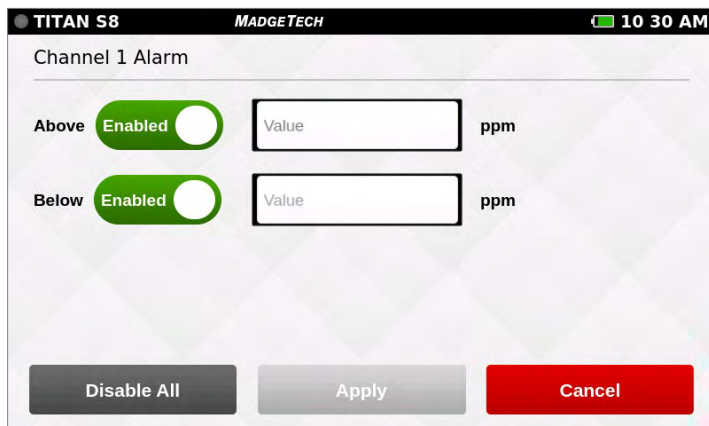 TITAN S8 MADGETECH 10 30 AM
Channel 1 Alarm
Above Enabled Value ppm
Below Enabled Value ppm
Disable All Apply Cancel